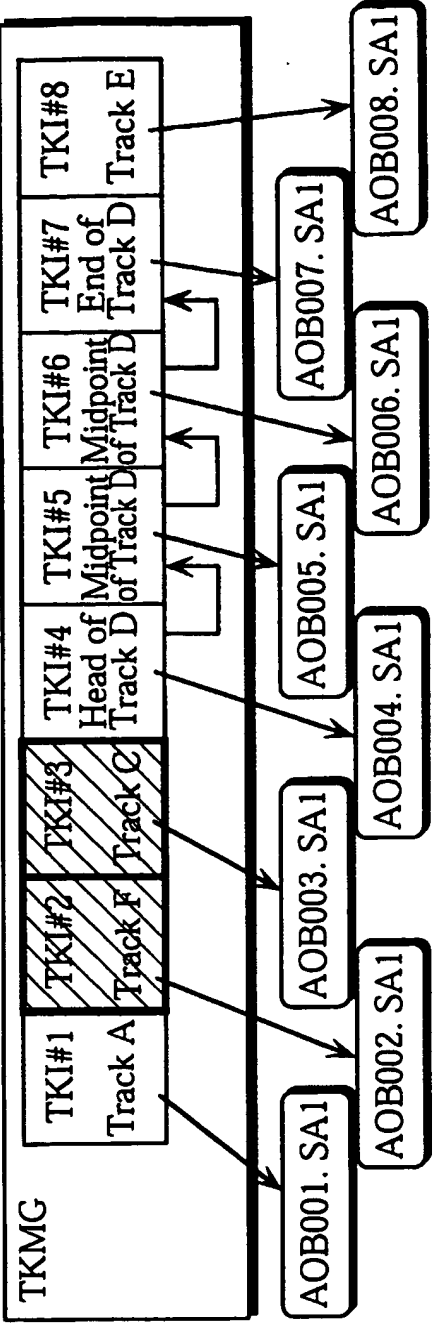 TKMG
TKI#1
Track A
TKI#2
Track F
TKI#3
Track C
TKI#4
Head of
Track D
TKI#5
Midpoint
of Track D
TKI#6
Midpoint
of Track D
TKI#7
End of
Track D
TKI#8
Track E
AOB001. SA1
AOB002. SA1
AOB003. SA1
AOB004. SA1
AOB005. SA1
AOB006. SA1
AOB007. SA1
AOB008. SA1